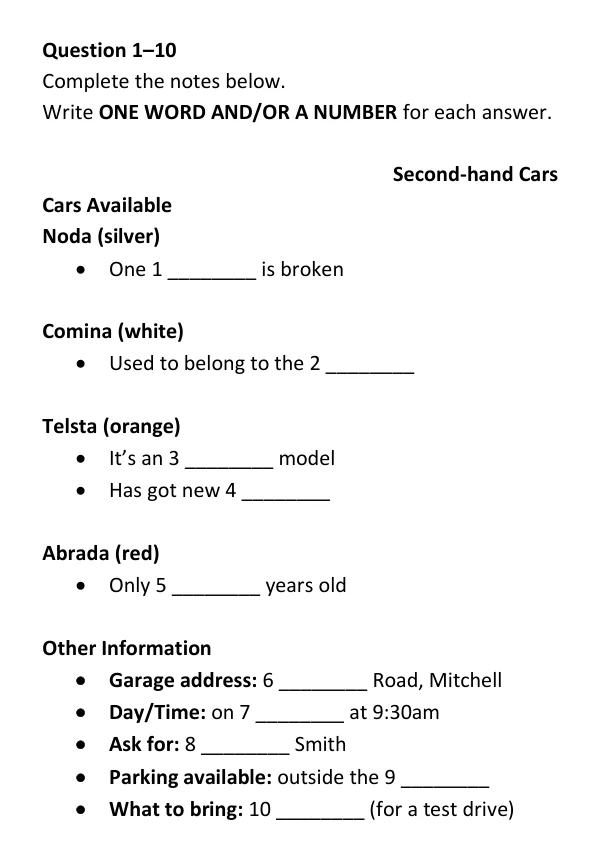 Question 1–10
Complete the notes below.
Write ONE WORD AND/OR A NUMBER for each answer.
Second-hand Cars
Cars Available
Noda (silver)
• One 1 ________ is broken
Comina (white)
• Used to belong to the 2 ________
Telsta (orange)
• It’s an 3 ________ model
• Has got new 4 ________
Abrada (red)
• Only 5 ________ years old
Other Information
• Garage address: 6 ________ Road, Mitchell
• Day/Time: on 7 ________ at 9:30am
• Ask for: 8 ________ Smith
• Parking available: outside the 9 ________
• What to bring: 10 ________ (for a test drive)